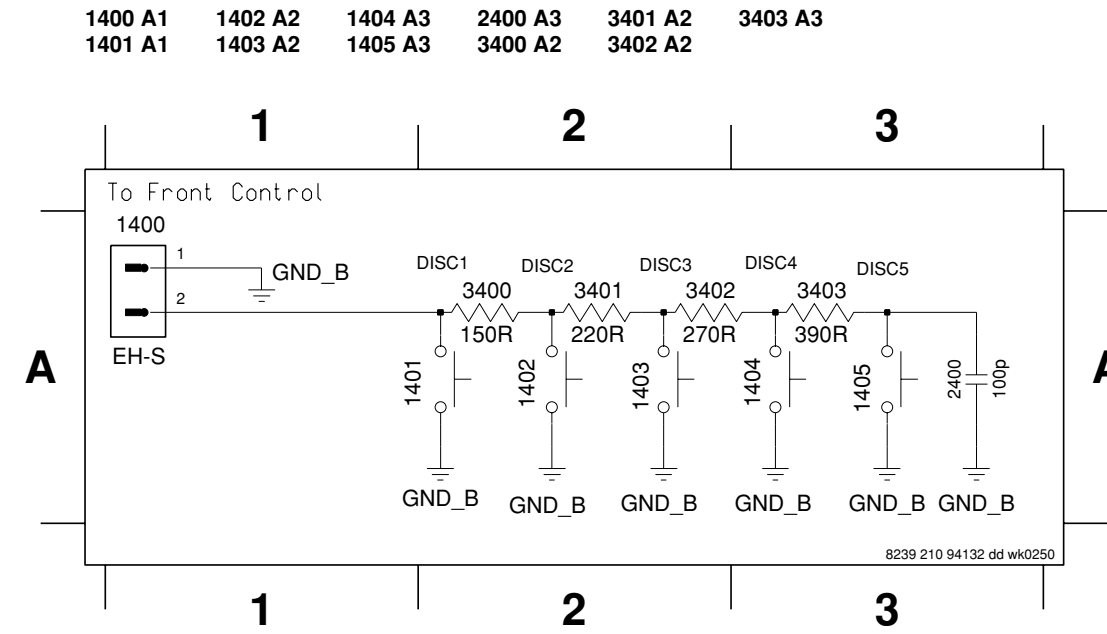 1400 A1 1402 A2 1404 A3 2400 A3 3401 A2 3403 A3
1401 A1 1403 A2 1405 A3 3400 A2 3402 A2
1 2 3
To Front Control
1400
1
GND_B
2
EH-S
DISC1 DISC2 DISC3 DISC4 DISC5
3400 3401 3402 3403
150R 220R 270R 390R
A A
1401 1402 1403 1404 1405 2400 100p
GND_B GND_B GND_B GND_B GND_B GND_B
8239 210 94132 dd wk0250
1 2 3